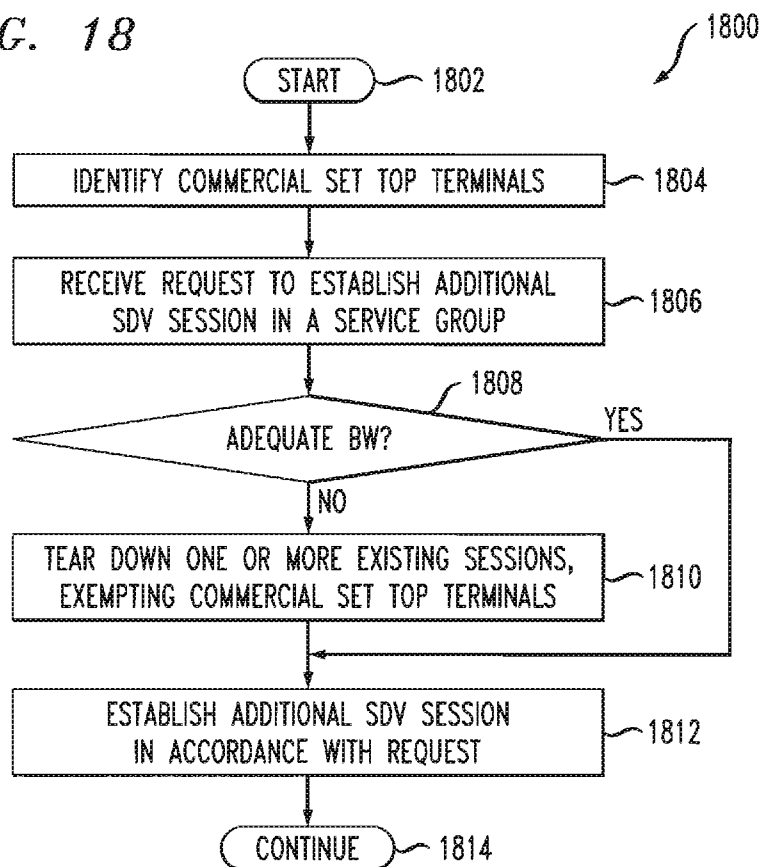 G. 18
1800
START
1802
IDENTIFY COMMERCIAL SET TOP TERMINALS
1804
RECEIVE REQUEST TO ESTABLISH ADDITIONAL
SDV SESSION IN A SERVICE GROUP
1806
1808
ADEQUATE BW?
YES
NO
TEAR DOWN ONE OR MORE EXISTING SESSIONS,
EXEMPTING COMMERCIAL SET TOP TERMINALS
1810
ESTABLISH ADDITIONAL SDV SESSION
IN ACCORDANCE WITH REQUEST
1812
CONTINUE
1814